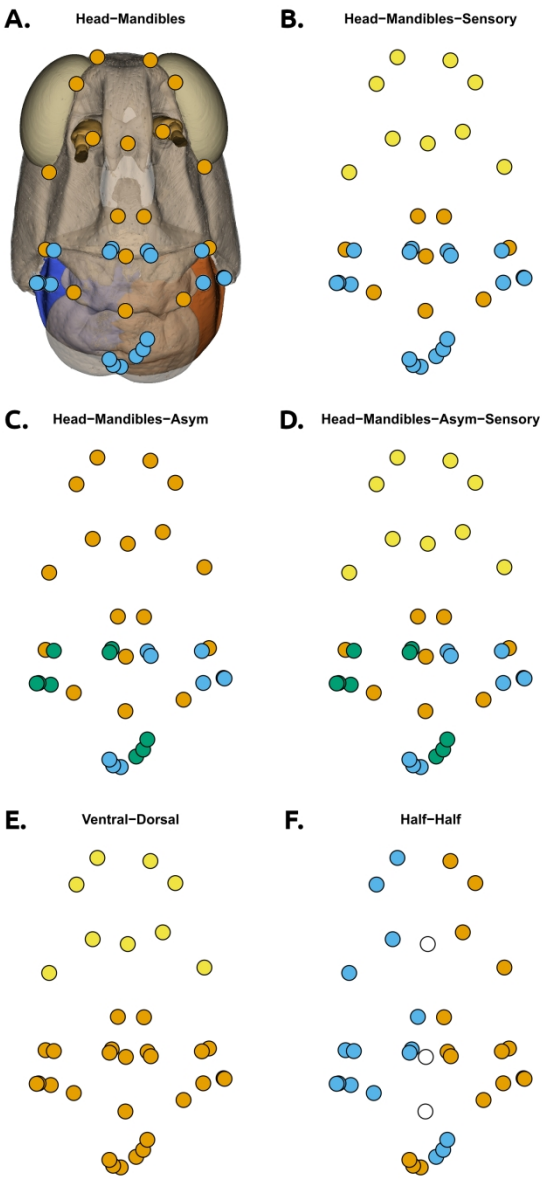 A. Head−Mandibles
B. Head−Mandibles−Sensory
C. Head−Mandibles−Asym
D. Head−Mandibles−Asym−Sensory
E. Ventral−Dorsal
F. Half−Half